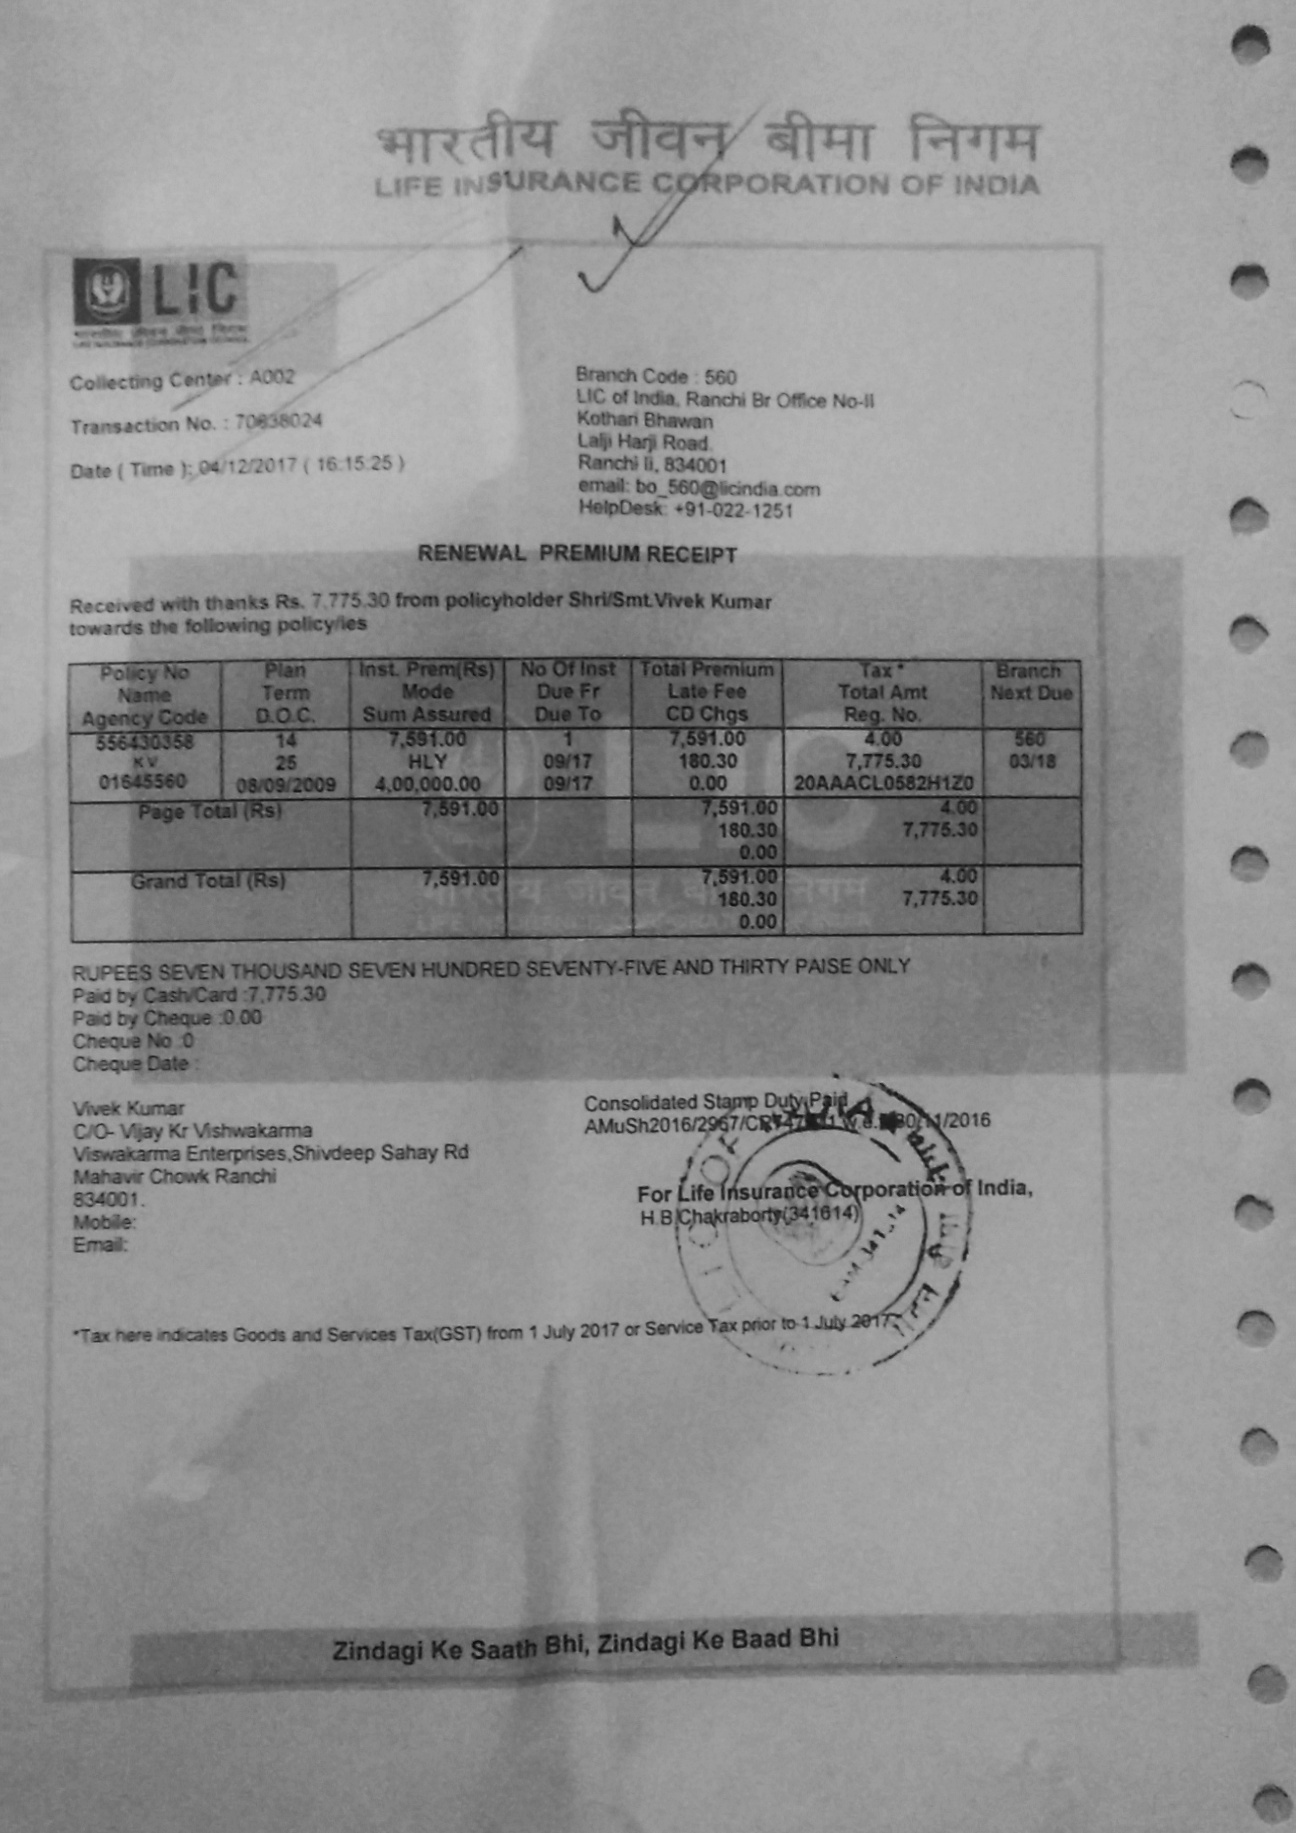 भारतीय जीवन बीमा निगम
LIFE INSURANCE CORPORATION OF INDIA
LIC
भारतीय जीवन बीमा निगम
LIFE INSURANCE CORPORATION OF INDIA
Collecting Center : A002
Transaction No. : 70638024
Date ( Time ): 04/12/2017 ( 16:15:25 )
Branch Code : 560
LIC of India, Ranchi Br Office No-II
Kothari Bhawan
Lalji Harji Road.
Ranchi Ii, 834001
email: bo_560@licindia.com
HelpDesk: +91-022-1251
RENEWAL PREMIUM RECEIPT
Received with thanks Rs. 7,775.30 from policyholder Shri/Smt.Vivek Kumar
towards the following policy/ies
Policy No Plan Inst. Prem(Rs) No Of Inst Total Premium Tax * Branch
Name Term Mode Due Fr Late Fee Total Amt Next Due
Agency Code D.O.C. Sum Assured Due To CD Chgs Reg. No.
556430358 14 7,591.00 1 7,591.00 4.00 560
KV 25 HLY 09/17 180.30 7,775.30 03/18
01645560 08/09/2009 4,00,000.00 09/17 0.00 20AAACL0582H1Z0
Page Total (Rs) 7,591.00 7,591.00 4.00
180.30 7,775.30
0.00
Grand Total (Rs) 7,591.00 7,591.00 4.00
180.30 7,775.30
0.00
RUPEES SEVEN THOUSAND SEVEN HUNDRED SEVENTY-FIVE AND THIRTY PAISE ONLY
Paid by Cash/Card :7,775.30
Paid by Cheque :0.00
Cheque No :0
Cheque Date :
Vivek Kumar
C/O- Vijay Kr Vishwakarma
Viswakarma Enterprises,Shivdeep Sahay Rd
Mahavir Chowk Ranchi
834001.
Mobile:
Email:
Consolidated Stamp Duty Paid
AMuSh2016/2967/ 30/11/2016
For Life Insurance Corporation of India,
H.B.Chakraborty(341614)
*Tax here indicates Goods and Services Tax(GST) from 1 July 2017 or Service Tax prior to 1 July 2017.
Zindagi Ke Saath Bhi, Zindagi Ke Baad Bhi